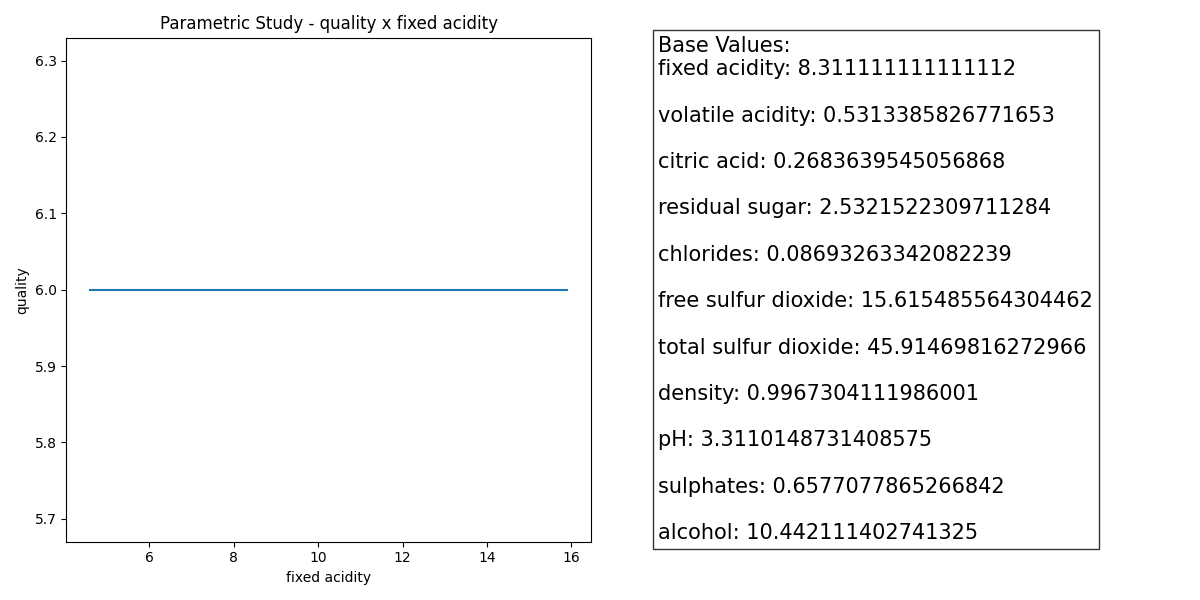 Parametric Study - quality x fixed acidity
6.3
6.2
6.1
6.0
5.9
5.8
5.7
quality
6
8
10
12
14
16
fixed acidity
Base Values:
fixed acidity: 8.311111111111112
volatile acidity: 0.5313385826771653
citric acid: 0.2683639545056868
residual sugar: 2.5321522309711284
chlorides: 0.08693263342082239
free sulfur dioxide: 15.615485564304462
total sulfur dioxide: 45.91469816272966
density: 0.9967304111986001
pH: 3.3110148731408575
sulphates: 0.6577077865266842
alcohol: 10.442111402741325